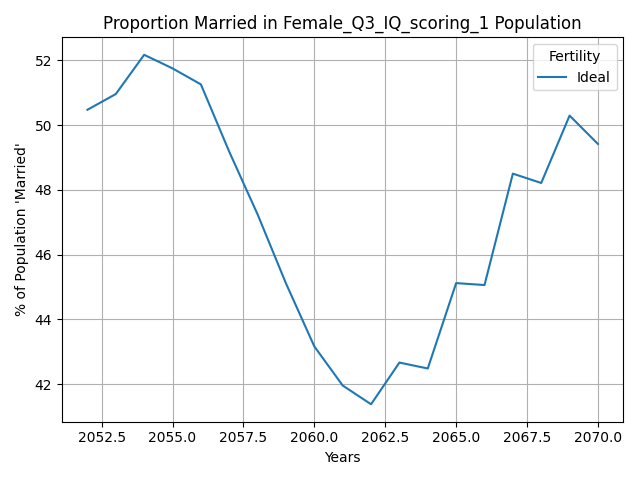 Proportion Married in Female_Q3_IQ_scoring_1 Population
Fertility
Ideal
% of Population 'Married'
52
50
48
46
44
42
2052.5 2055.0 2057.5 2060.0 2062.5 2065.0 2067.5 2070.0
Years